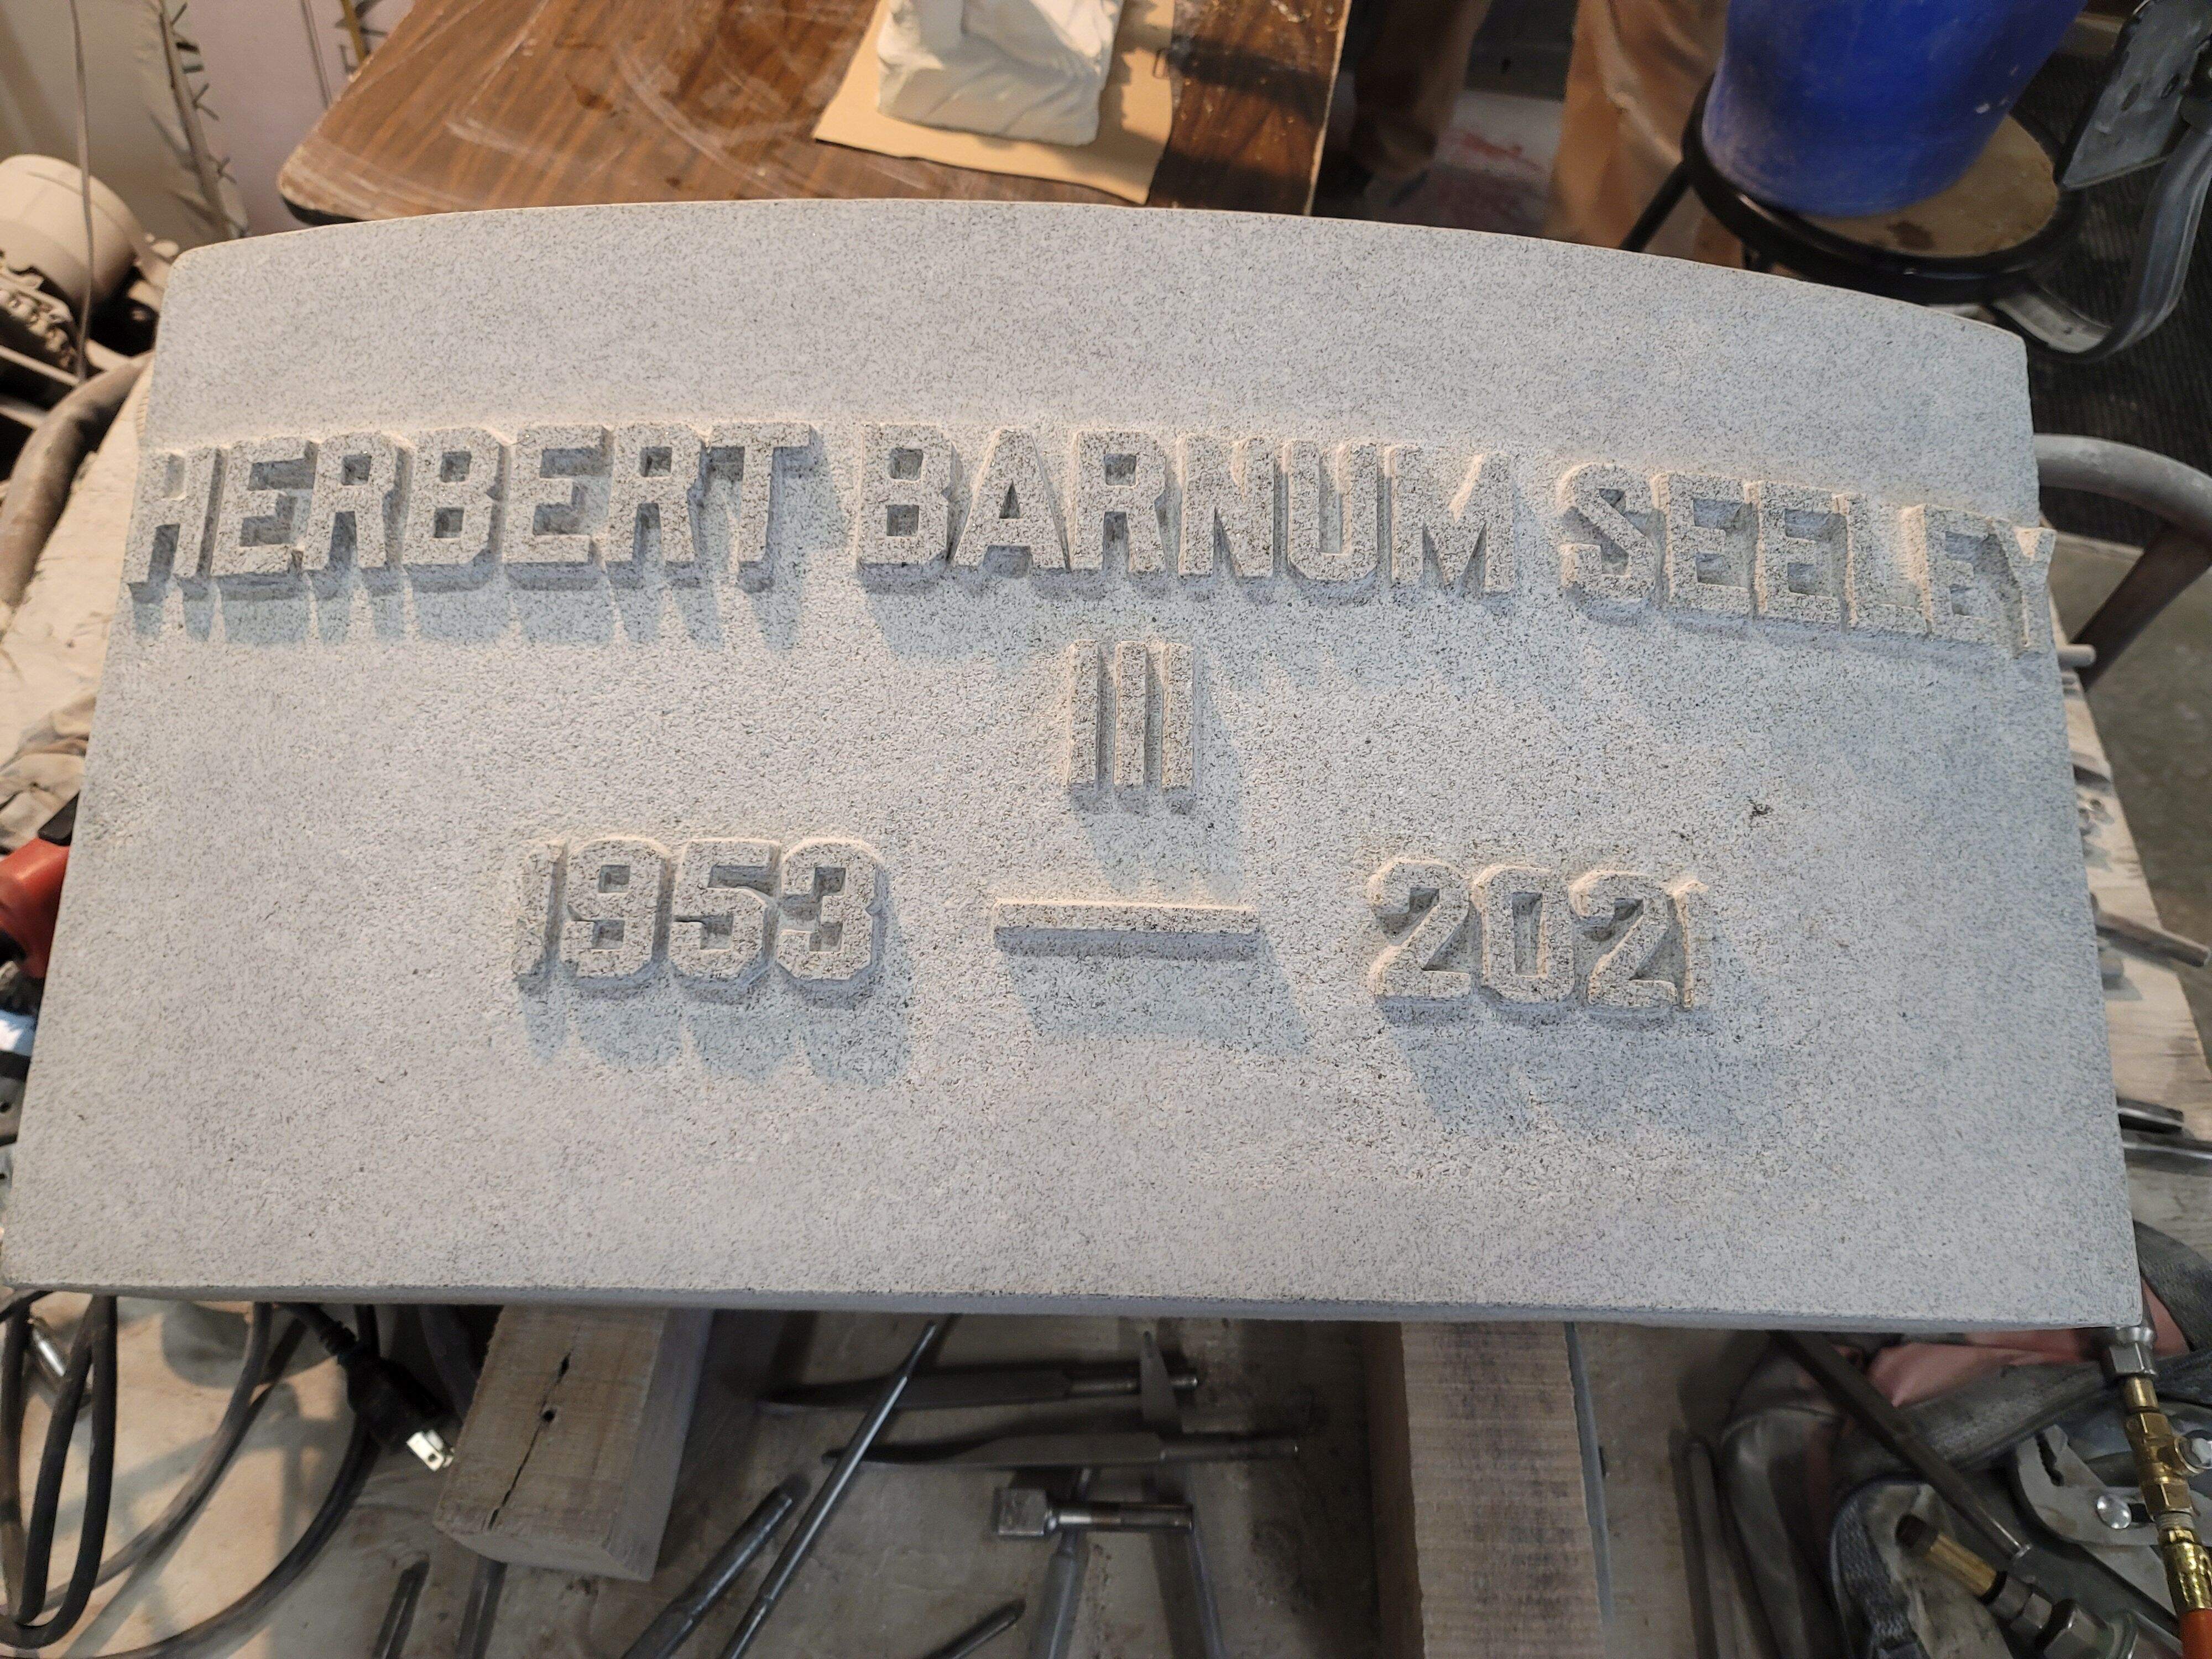 HERBERT BARNUM SEELEY
III
1953 — 2021